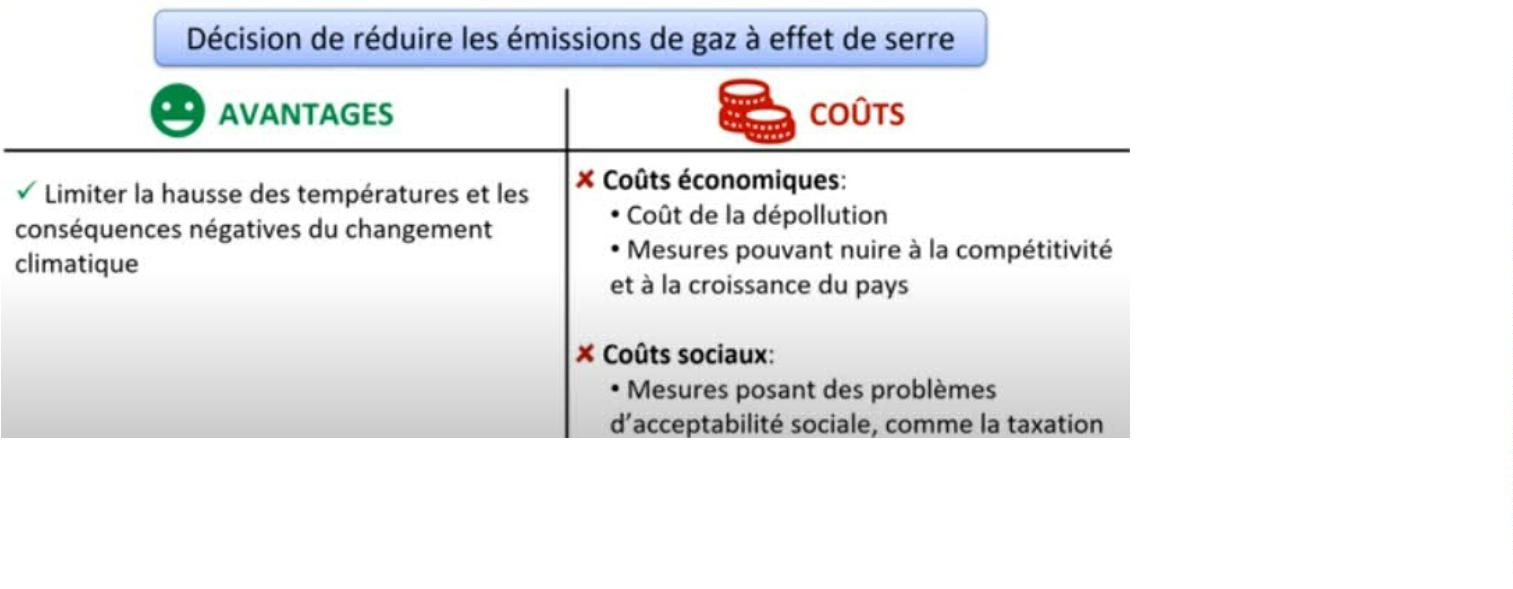 Décision de réduire les émissions de gaz à effet de serre
AVANTAGES
COÛTS
✓ Limiter la hausse des températures et les
conséquences négatives du changement
climatique
✘ Coûts économiques:
• Coût de la dépollution
• Mesures pouvant nuire à la compétitivité
et à la croissance du pays
✘ Coûts sociaux:
• Mesures posant des problèmes
d’acceptabilité sociale, comme la taxation